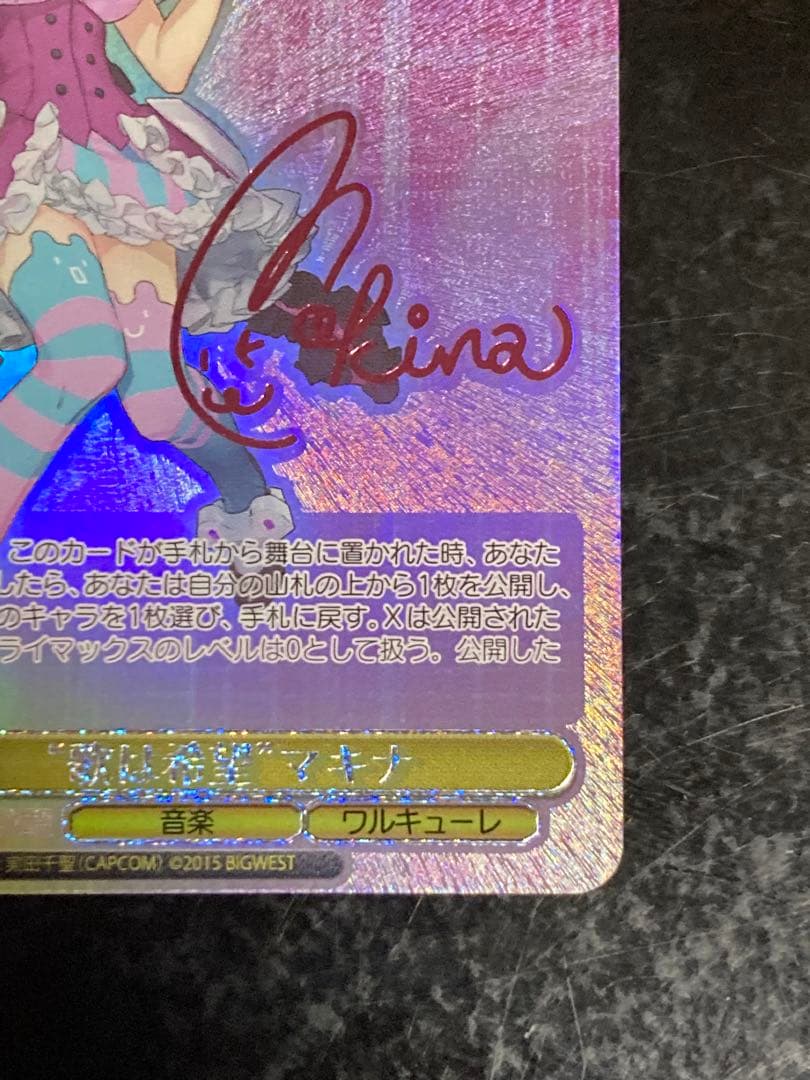 Makina
このカードが手札から舞台に置かれた時、あなた
したら、あなたは自分の山札の上から1枚を公開し、
のキャラを1枚選び、手札に戻す。Xは公開された
ライマックスのレベルは0として扱う。公開した
“歌は希望”マキナ
音楽
ワルキューレ
実田千聖(CAPCOM) ©2015 BIGWEST